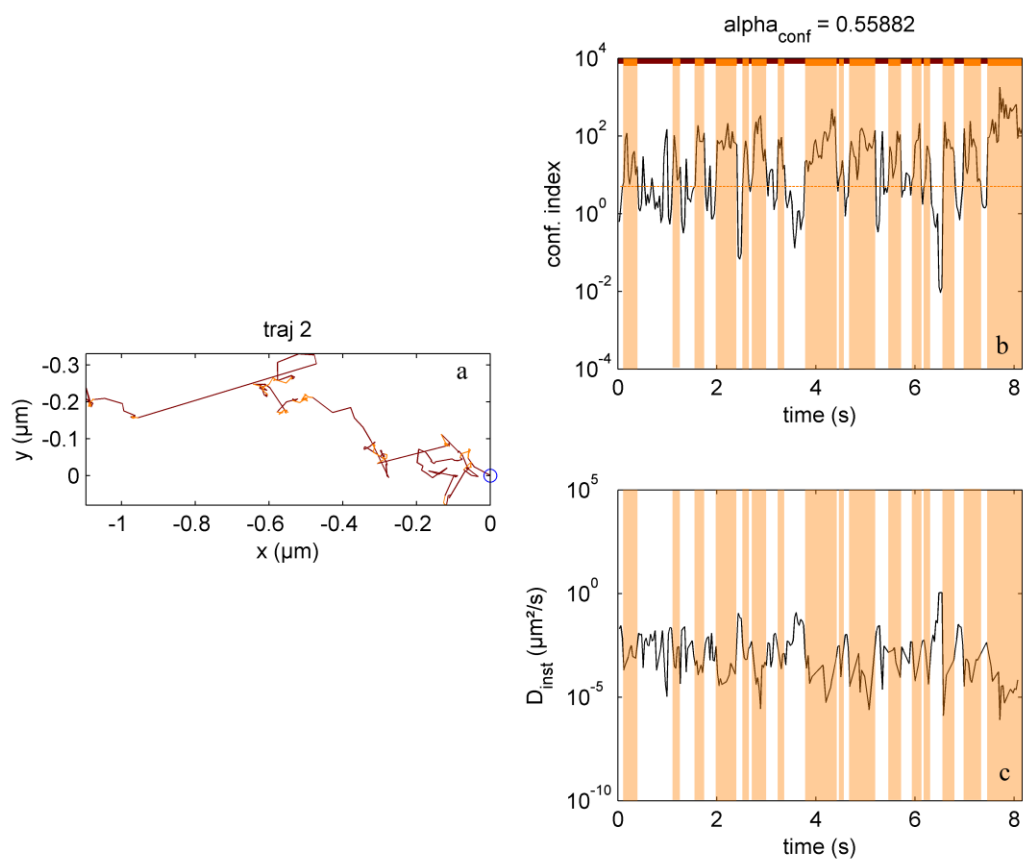 traj 2
a
y (µm)
-0.3
-0.2
-0.1
0
-1
-0.8
-0.6
-0.4
-0.2
0
x (µm)
alpha_conf = 0.55882
conf. index
10^4
10^2
10^0
10^-2
10^-4
b
0
2
4
6
8
time (s)
D_inst (µm²/s)
10^5
10^0
10^-5
10^-10
c
0
2
4
6
8
time (s)